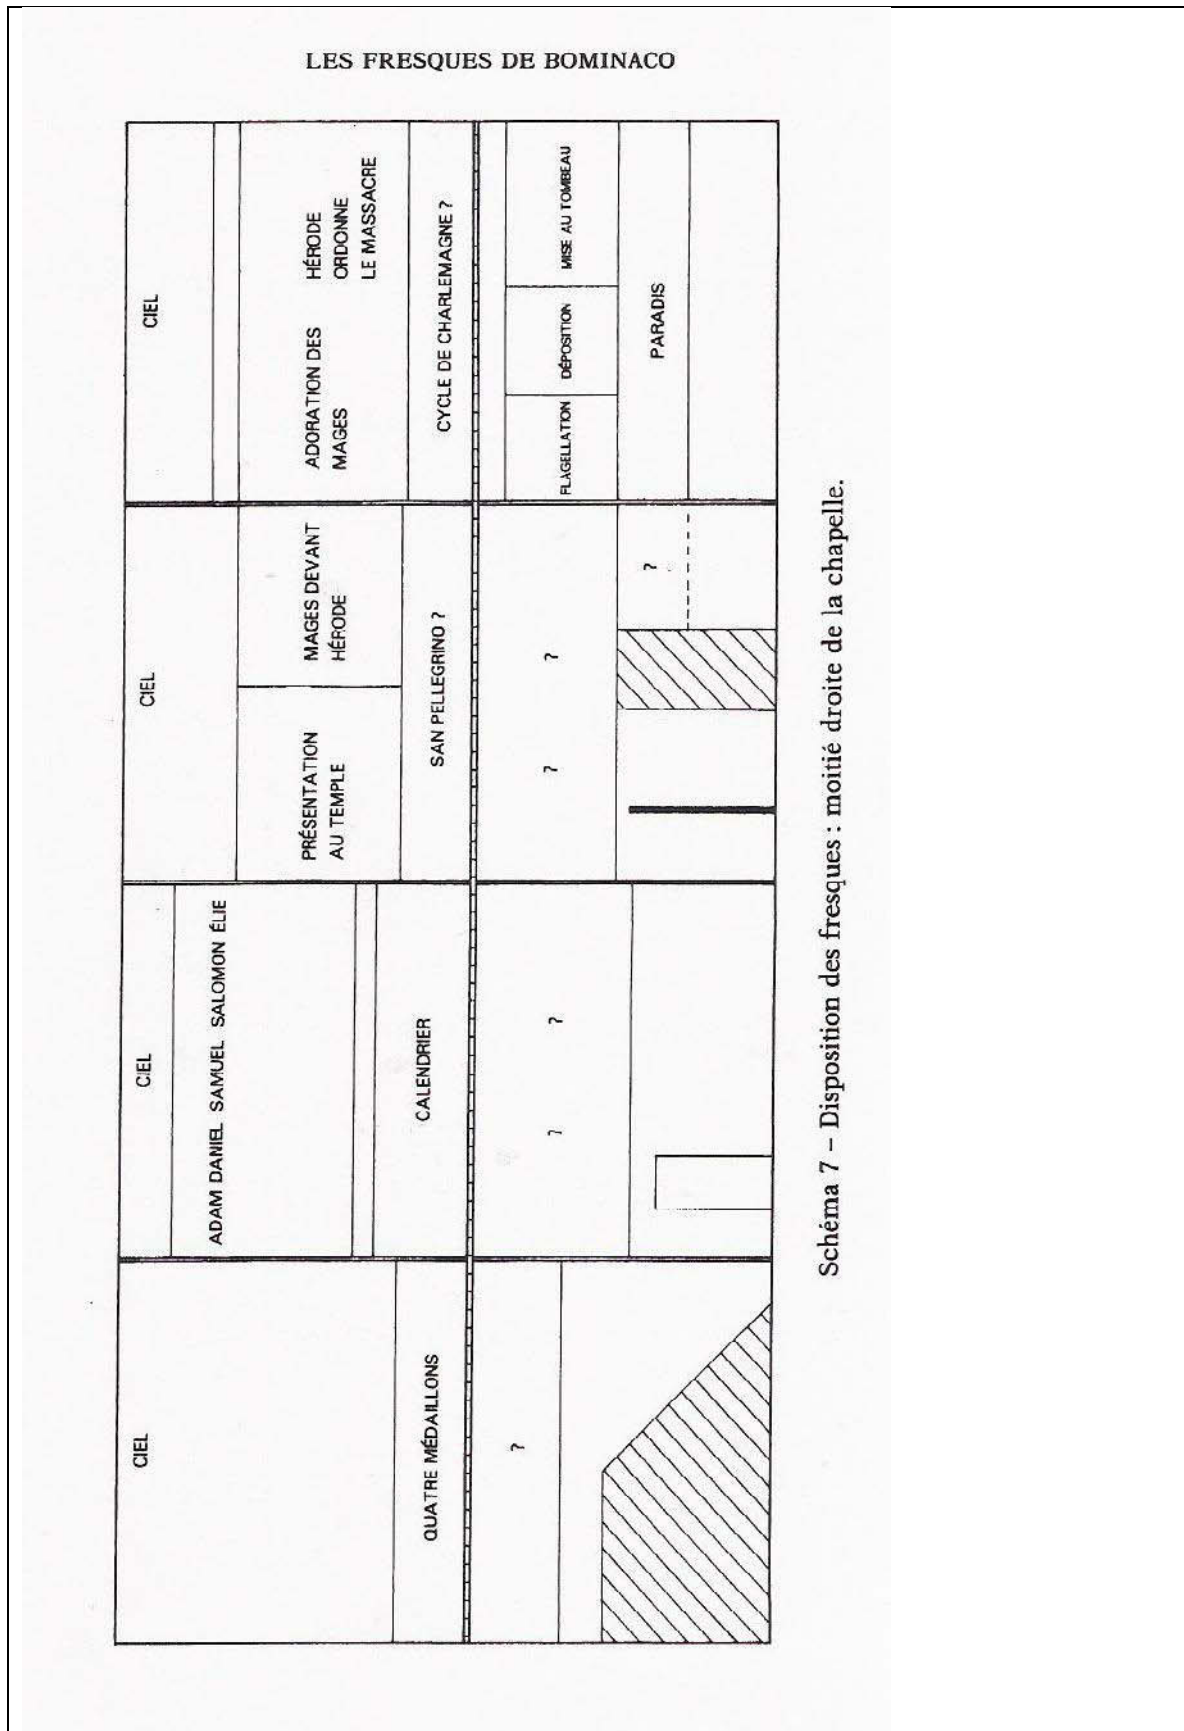 LES FRESQUES DE BOMINACO
CIEL
QUATRE MÉDAILLONS
?
CIEL
ADAM DANIEL SAMUEL SALOMON ÉLIE
CALENDRIER
? ?
CIEL
PRÉSENTATION
AU TEMPLE
MAGES DEVANT
HÉRODE
SAN PELLEGRINO ?
? ?
?
CIEL
ADORATION DES
MAGES
HÉRODE
ORDONNE
LE MASSACRE
CYCLE DE CHARLEMAGNE ?
FLAGELLATION
DÉPOSITION
MISE AU TOMBEAU
PARADIS
Schéma 7 – Disposition des fresques : moitié droite de la chapelle.